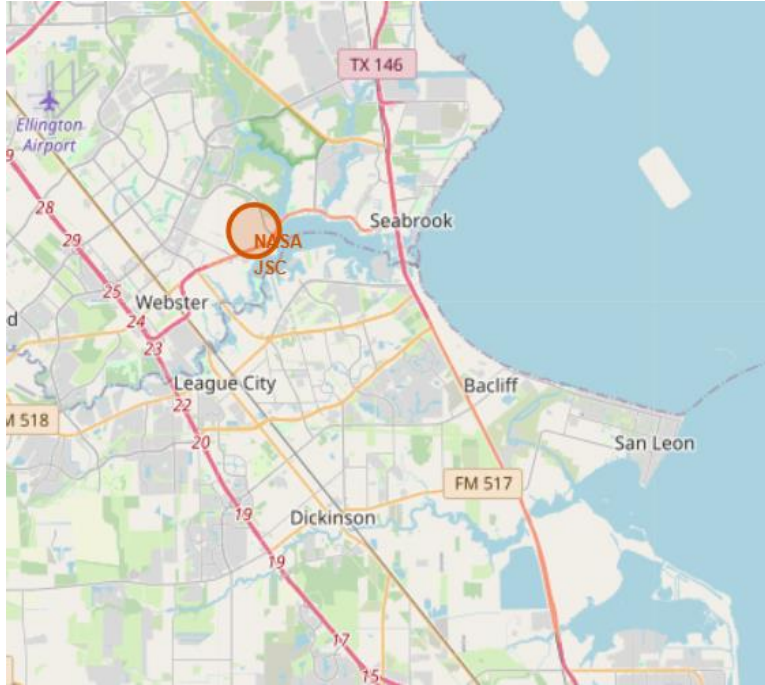 TX 146
Ellington
Airport
9
28
29
Seabrook
NASA
JSC
25
Webster
24
d
23
League City
Bacliff
22
M 518
20
San Leon
FM 517
19
Dickinson
19
17
15